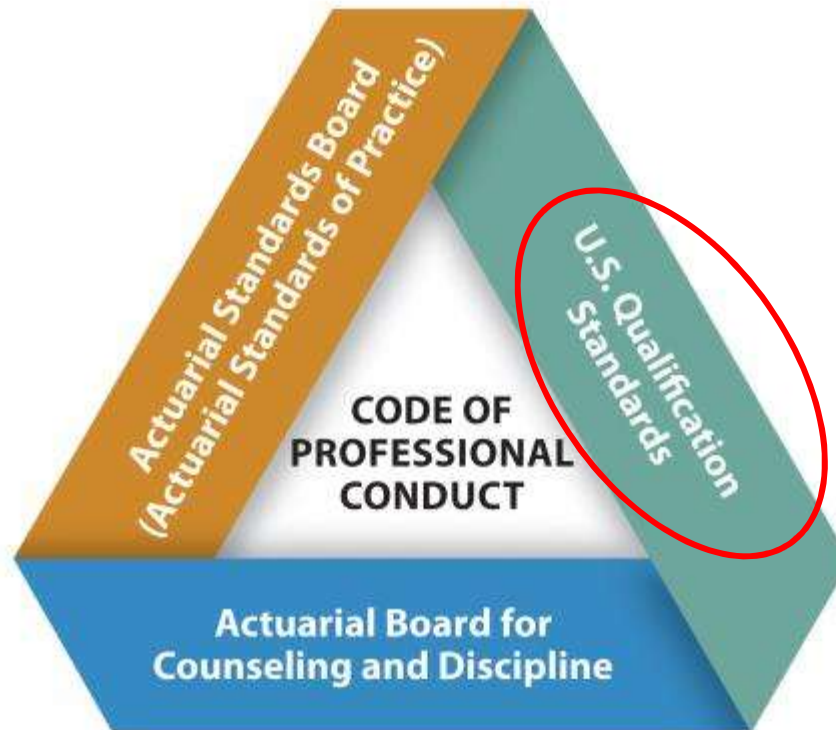 Actuarial Standards Board
(Actuarial Standards of Practice)
U.S. Qualification
Standards
CODE OF
PROFESSIONAL
CONDUCT
Actuarial Board for
Counseling and Discipline